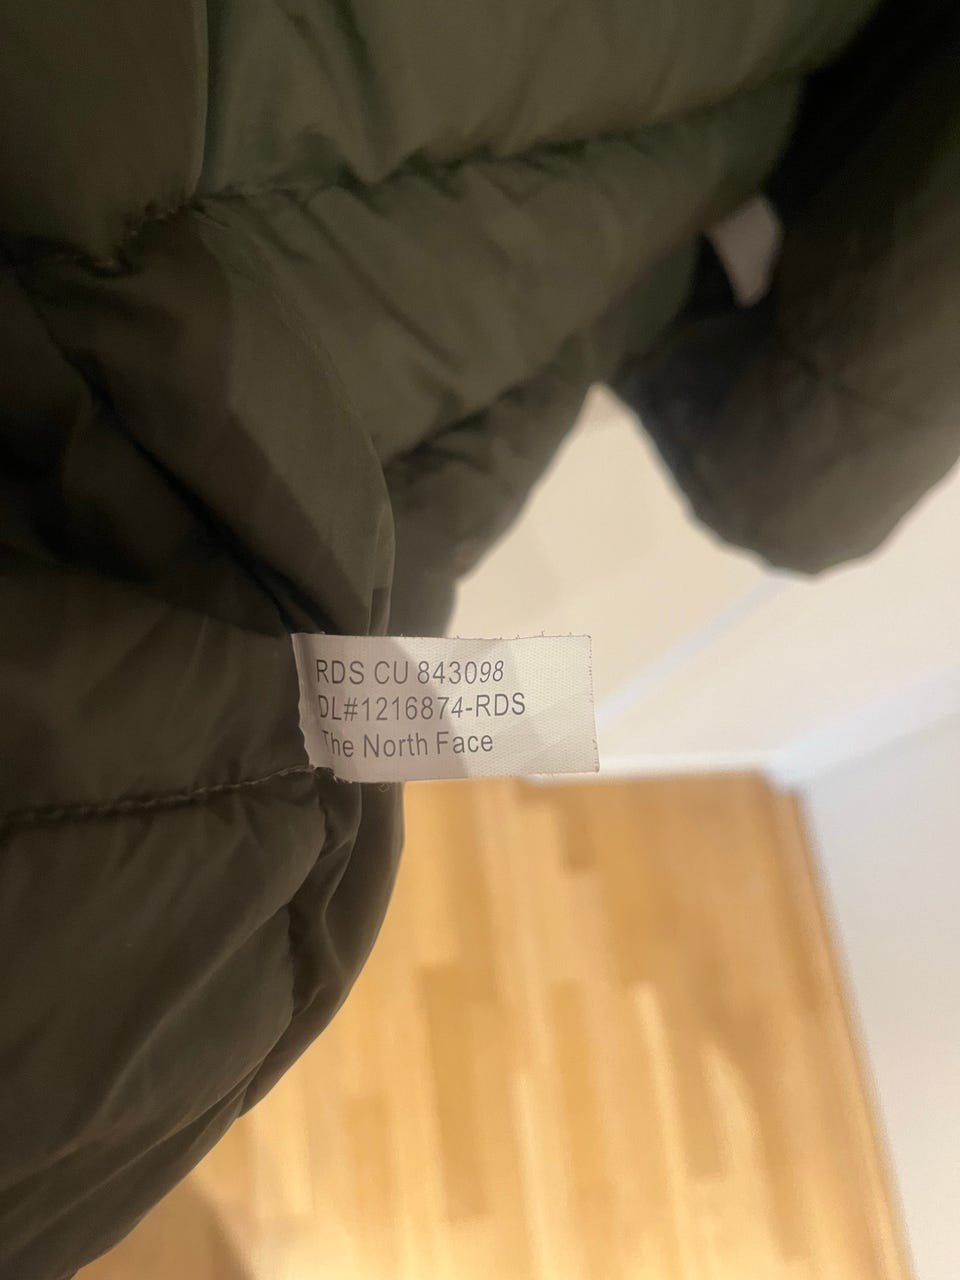 RDS CU 843098
DL#1216874-RDS
The North Face